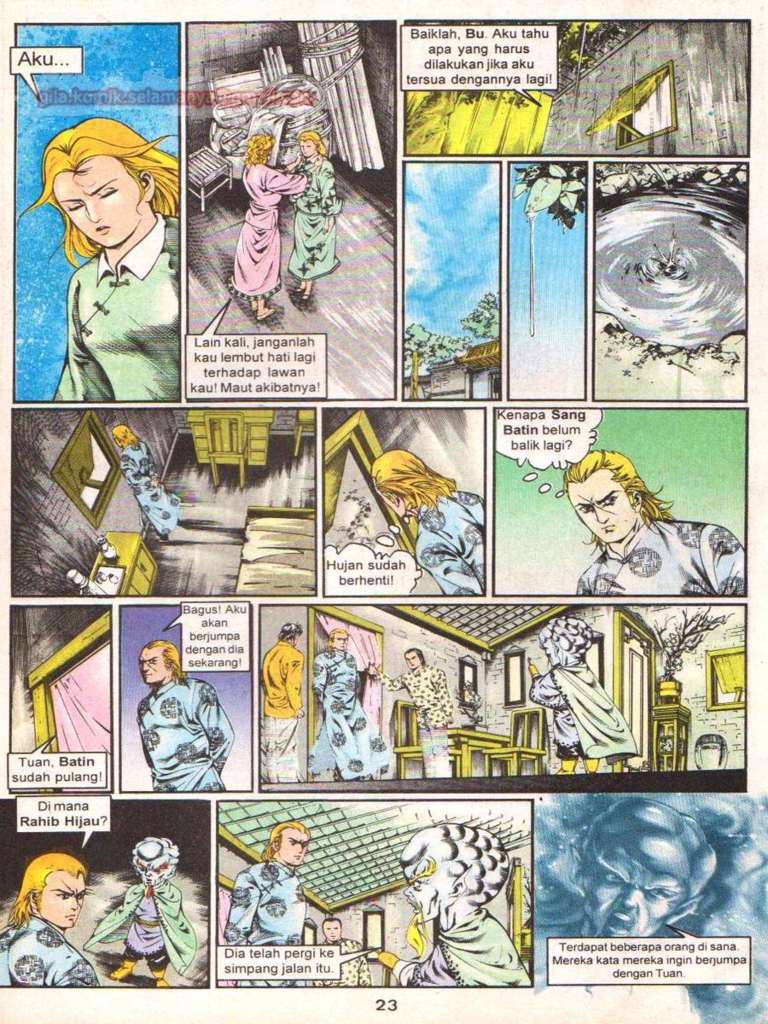 Aku...
Lain kali, janganlah
kau lembut hati lagi
terhadap lawan
kau! Maut akibatnya!
Baiklah, Bu. Aku tahu
apa yang harus
dilakukan jika aku
tersua dengannya lagi!
Hujan sudah
berhenti!
Kenapa Sang
Batin belum
balik lagi?
Tuan, Batin
sudah pulang!
Bagus! Aku
akan
berjumpa
dengan dia
sekarang!
Di mana
Rahib Hijau?
Dia telah pergi ke
simpang jalan itu.
Terdapat beberapa orang di sana.
Mereka kata mereka ingin berjumpa
dengan Tuan.
23